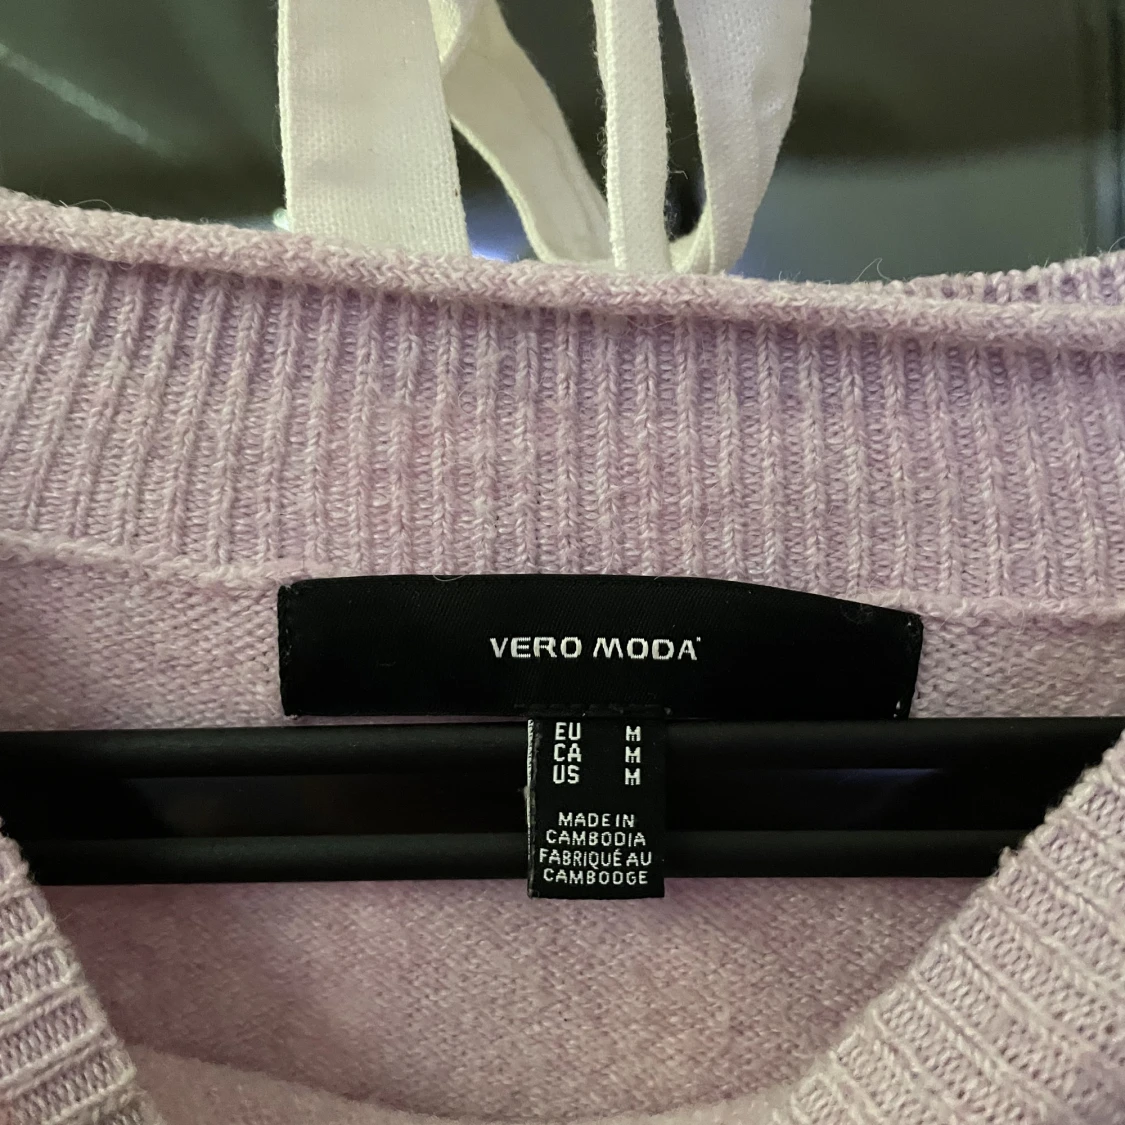 VERO MODA
EU M
CA M
US M
MADE IN
CAMBODIA
FABRIQUÉ AU
CAMBODGE